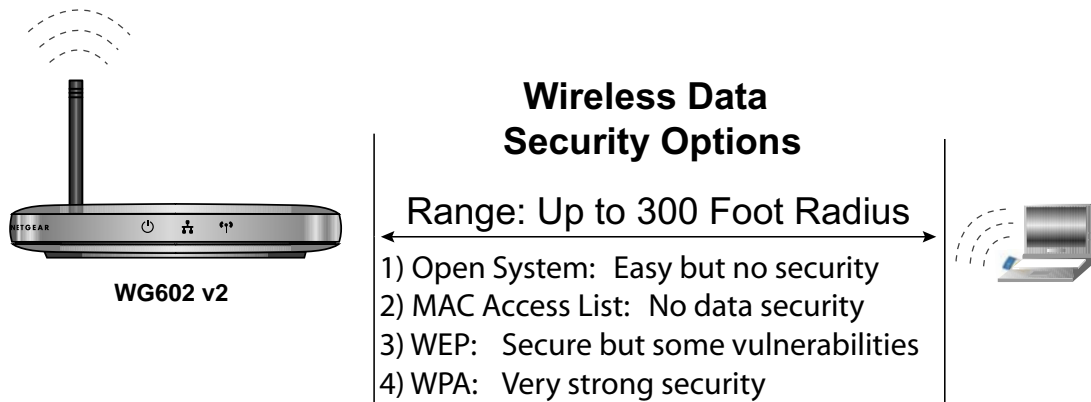 Wireless Data
Security Options
Range: Up to 300 Foot Radius
NETGEAR
WG602 v2
1) Open System: Easy but no security
2) MAC Access List: No data security
3) WEP: Secure but some vulnerabilities
4) WPA: Very strong security